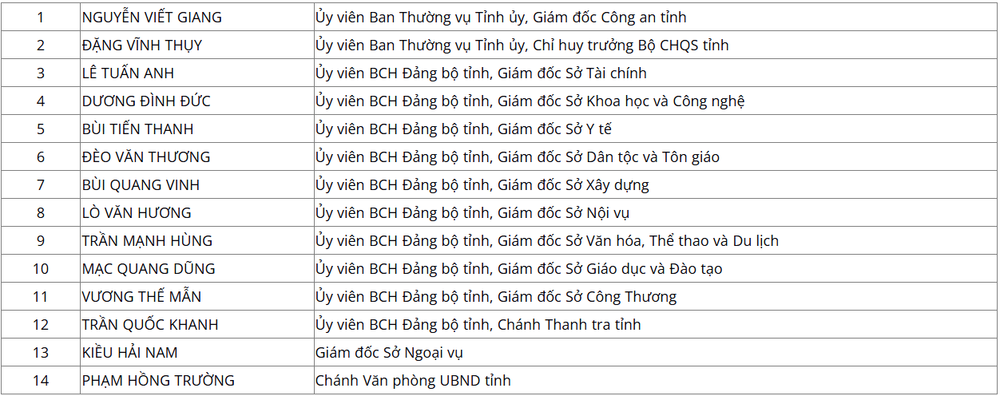 1 NGUYỄN VIẾT GIANG Ủy viên Ban Thường vụ Tỉnh ủy, Giám đốc Công an tỉnh
2 ĐẶNG VĨNH THỤY Ủy viên Ban Thường vụ Tỉnh ủy, Chỉ huy trưởng Bộ CHQS tỉnh
3 LÊ TUẤN ANH Ủy viên BCH Đảng bộ tỉnh, Giám đốc Sở Tài chính
4 DƯƠNG ĐÌNH ĐỨC Ủy viên BCH Đảng bộ tỉnh, Giám đốc Sở Khoa học và Công nghệ
5 BÙI TIẾN THANH Ủy viên BCH Đảng bộ tỉnh, Giám đốc Sở Y tế
6 ĐÈO VĂN THƯƠNG Ủy viên BCH Đảng bộ tỉnh, Giám đốc Sở Dân tộc và Tôn giáo
7 BÙI QUANG VINH Ủy viên BCH Đảng bộ tỉnh, Giám đốc Sở Xây dựng
8 LÒ VĂN HƯƠNG Ủy viên BCH Đảng bộ tỉnh, Giám đốc Sở Nội vụ
9 TRẦN MẠNH HÙNG Ủy viên BCH Đảng bộ tỉnh, Giám đốc Sở Văn hóa, Thể thao và Du lịch
10 MẠC QUANG DŨNG Ủy viên BCH Đảng bộ tỉnh, Giám đốc Sở Giáo dục và Đào tạo
11 VƯƠNG THẾ MẪN Ủy viên BCH Đảng bộ tỉnh, Giám đốc Sở Công Thương
12 TRẦN QUỐC KHANH Ủy viên BCH Đảng bộ tỉnh, Chánh Thanh tra tỉnh
13 KIỀU HẢI NAM Giám đốc Sở Ngoại vụ
14 PHẠM HỒNG TRƯỜNG Chánh Văn phòng UBND tỉnh